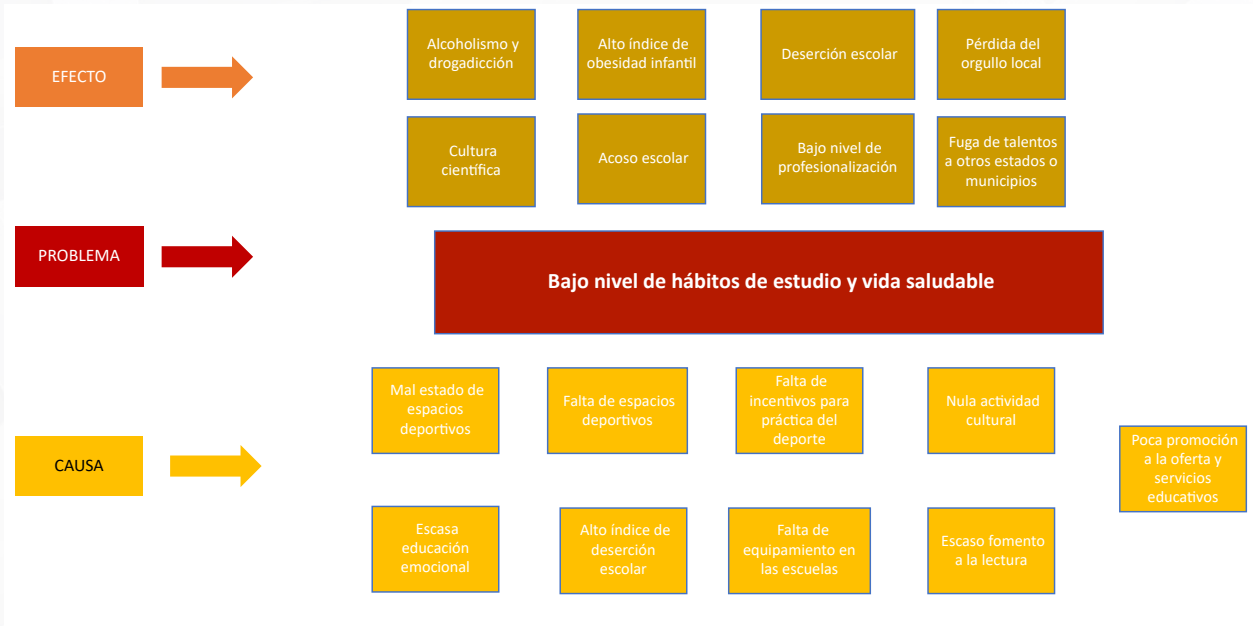 EFECTO
Alcoholismo y
drogadicción
Alto índice de
obesidad infantil
Deserción escolar
Pérdida del
orgullo local
Cultura
científica
Acoso escolar
Bajo nivel de
profesionalización
Fuga de talentos
a otros estados o
municipios
PROBLEMA
Bajo nivel de hábitos de estudio y vida saludable
CAUSA
Mal estado de
espacios
deportivos
Falta de espacios
deportivos
Falta de
incentivos para
práctica del
deporte
Nula actividad
cultural
Poca promoción
a la oferta y
servicios
educativos
Escasa
educación
emocional
Alto índice de
deserción
escolar
Falta de
equipamiento en
las escuelas
Escaso fomento
a la lectura